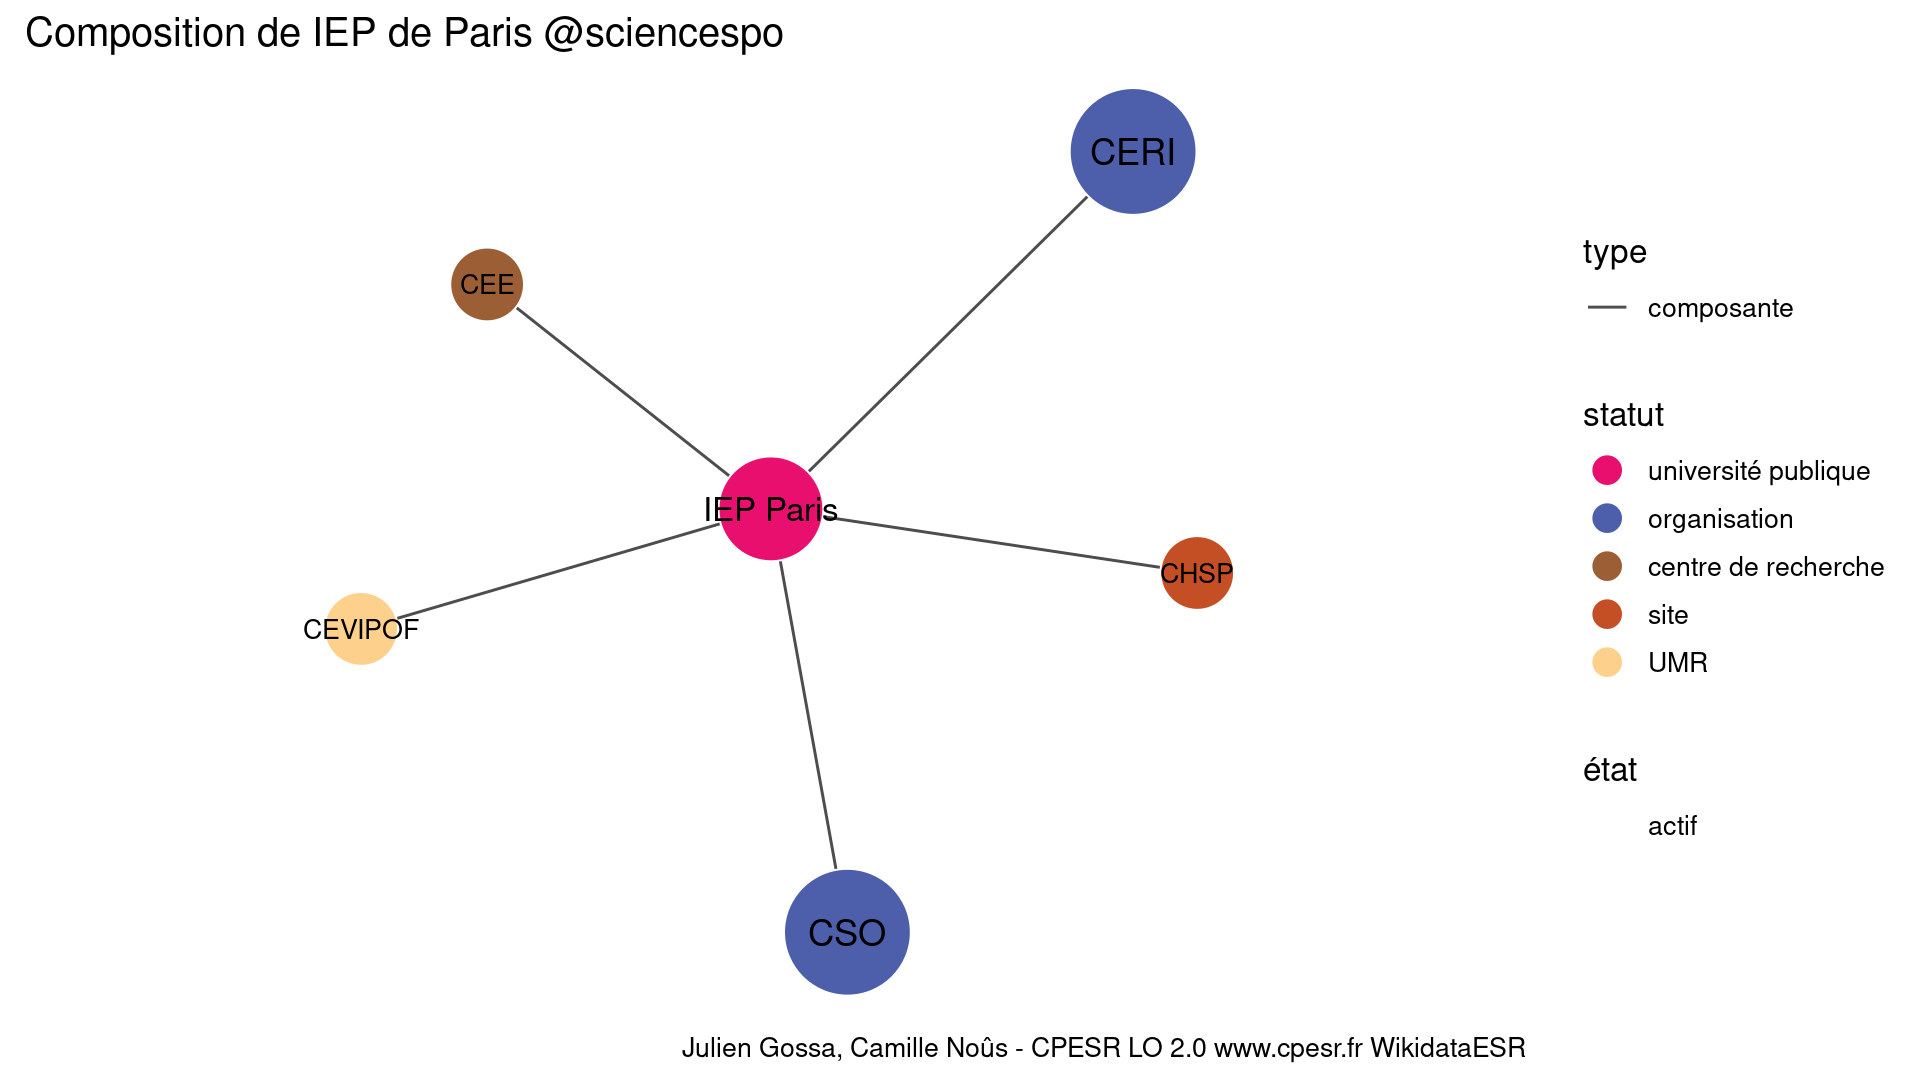 Composition de IEP de Paris @sciencespo
CERI
CEE
IEP Paris
CHSP
CEVIPOF
CSO
type
composante
statut
université publique
organisation
centre de recherche
site
UMR
état
actif
Julien Gossa, Camille Noûs - CPESR LO 2.0 www.cpesr.fr WikidataESR